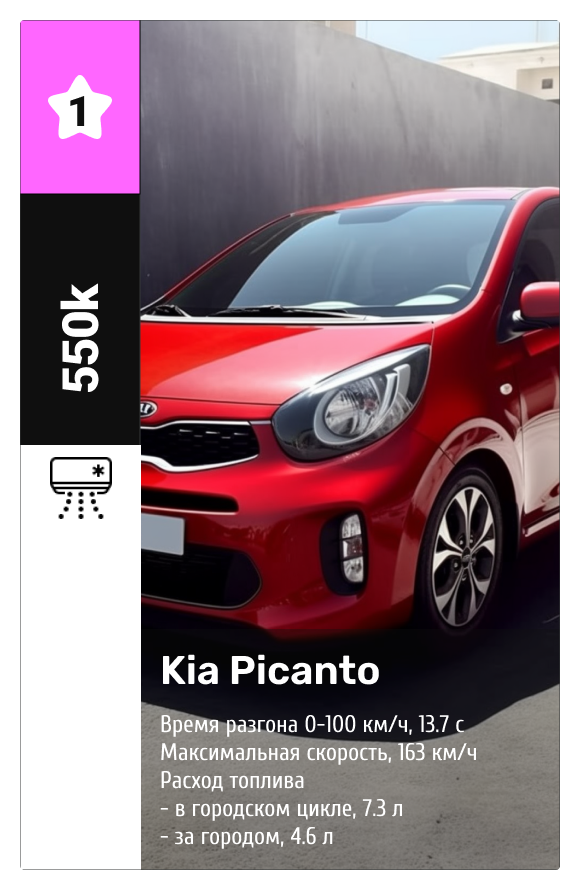 1
550k
Kia Picanto
Время разгона 0-100 км/ч, 13.7 с
Максимальная скорость, 163 км/ч
Расход топлива
- в городском цикле, 7.3 л
- за городом, 4.6 л